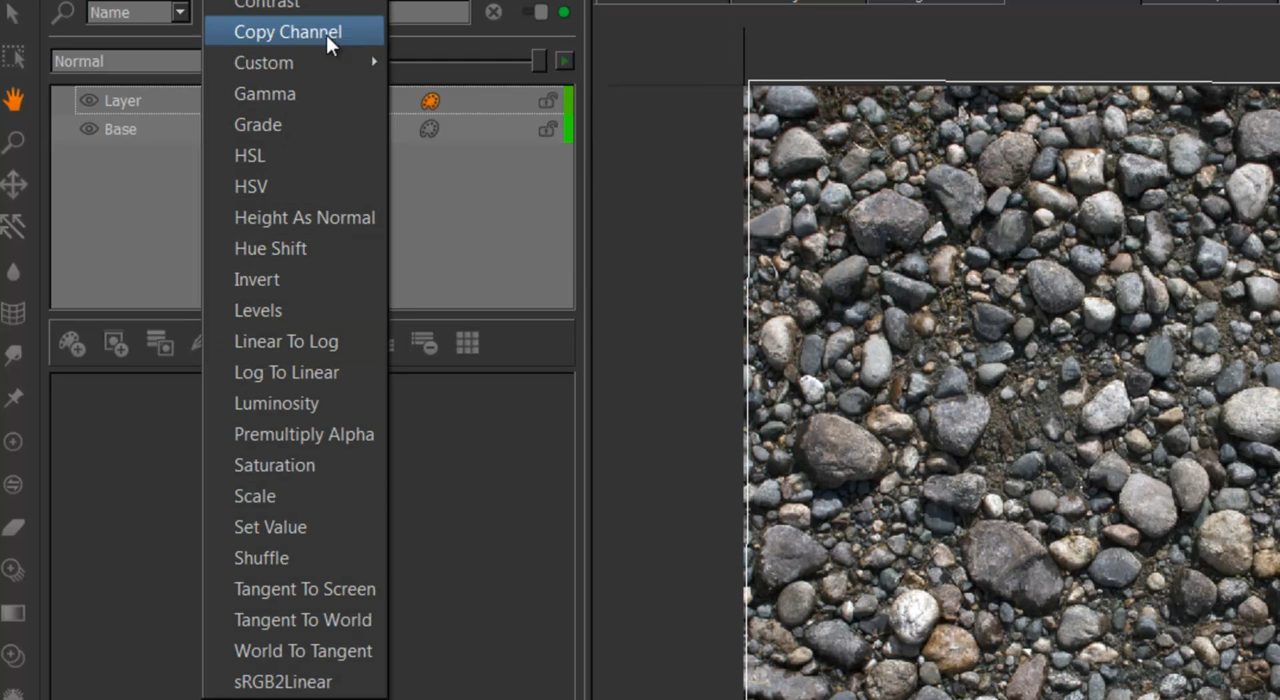 Contrast
Name
Copy Channel
Normal
Custom
Gamma
Layer
Grade
Base
HSL
HSV
Height As Normal
Hue Shift
Invert
Levels
Linear To Log
Log To Linear
Luminosity
Premultiply Alpha
Saturation
Scale
Set Value
Shuffle
Tangent To Screen
Tangent To World
World To Tangent
sRGB2Linear